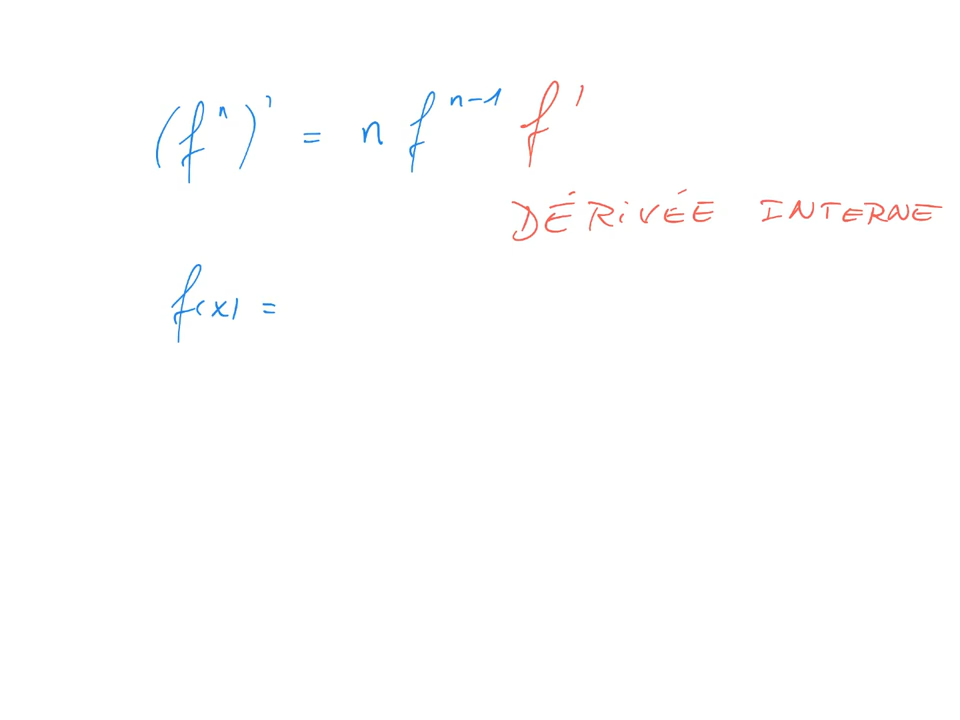 (fⁿ)' = n fⁿ⁻¹ f'
DÉRIVÉE INTERNE
f(x) =